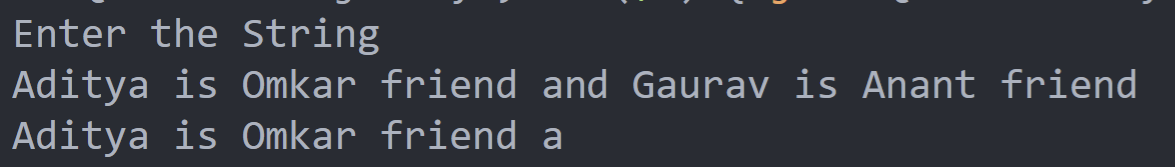 Enter the String
Aditya is Omkar friend and Gaurav is Anant friend
Aditya is Omkar friend a